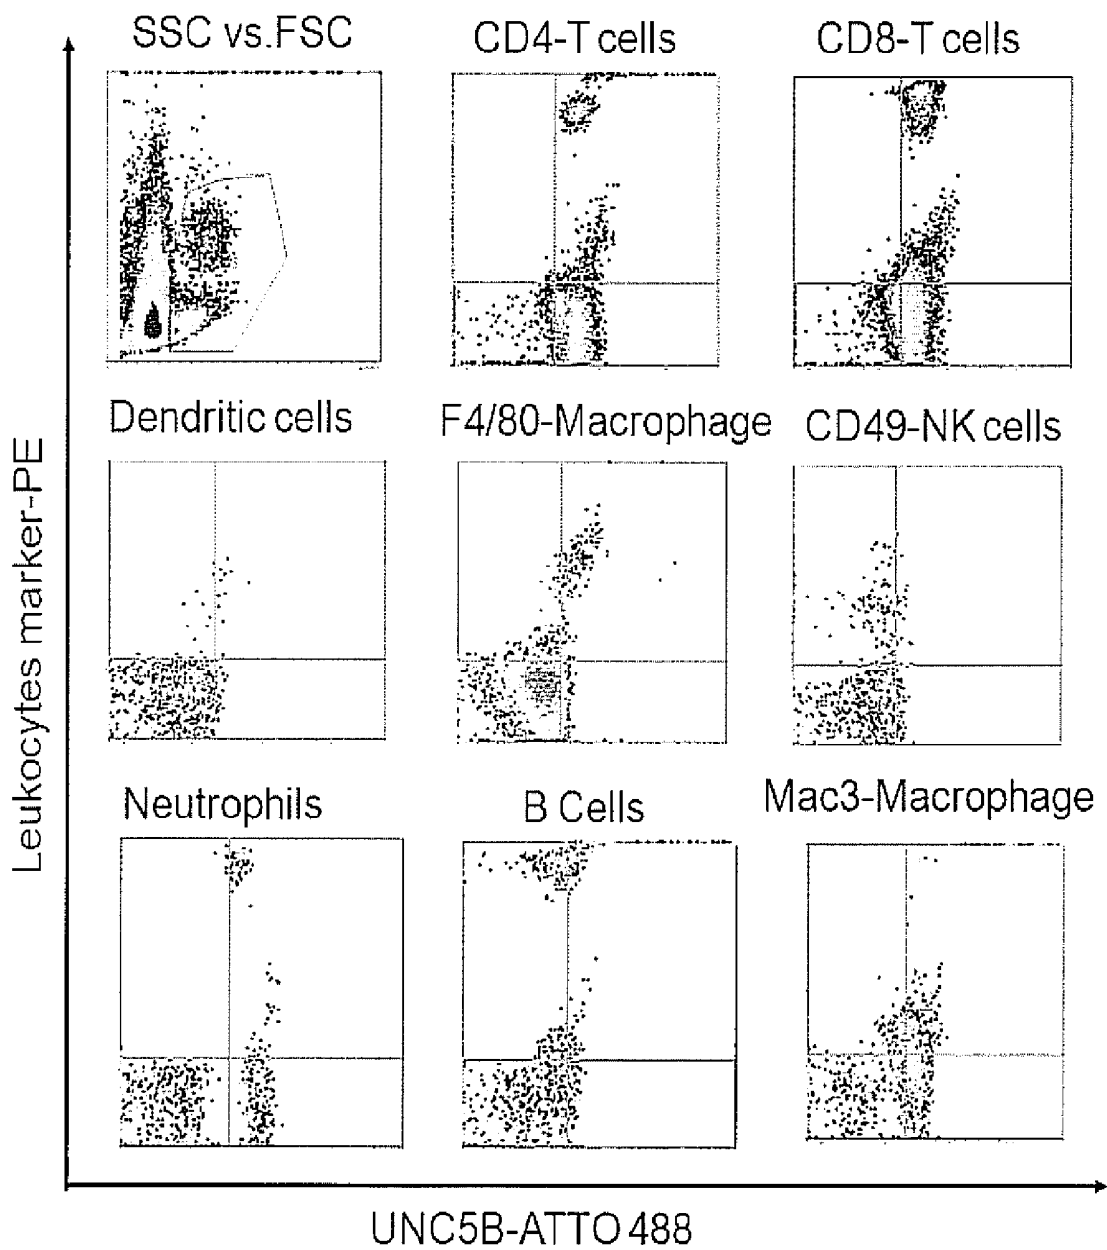 SSC vs.FSC
CD4-T cells
CD8-T cells
Dendritic cells
F4/80-Macrophage
CD49-NK cells
Neutrophils
B Cells
Mac3-Macrophage
Leukocytes marker-PE
UNC5B-ATTO 488